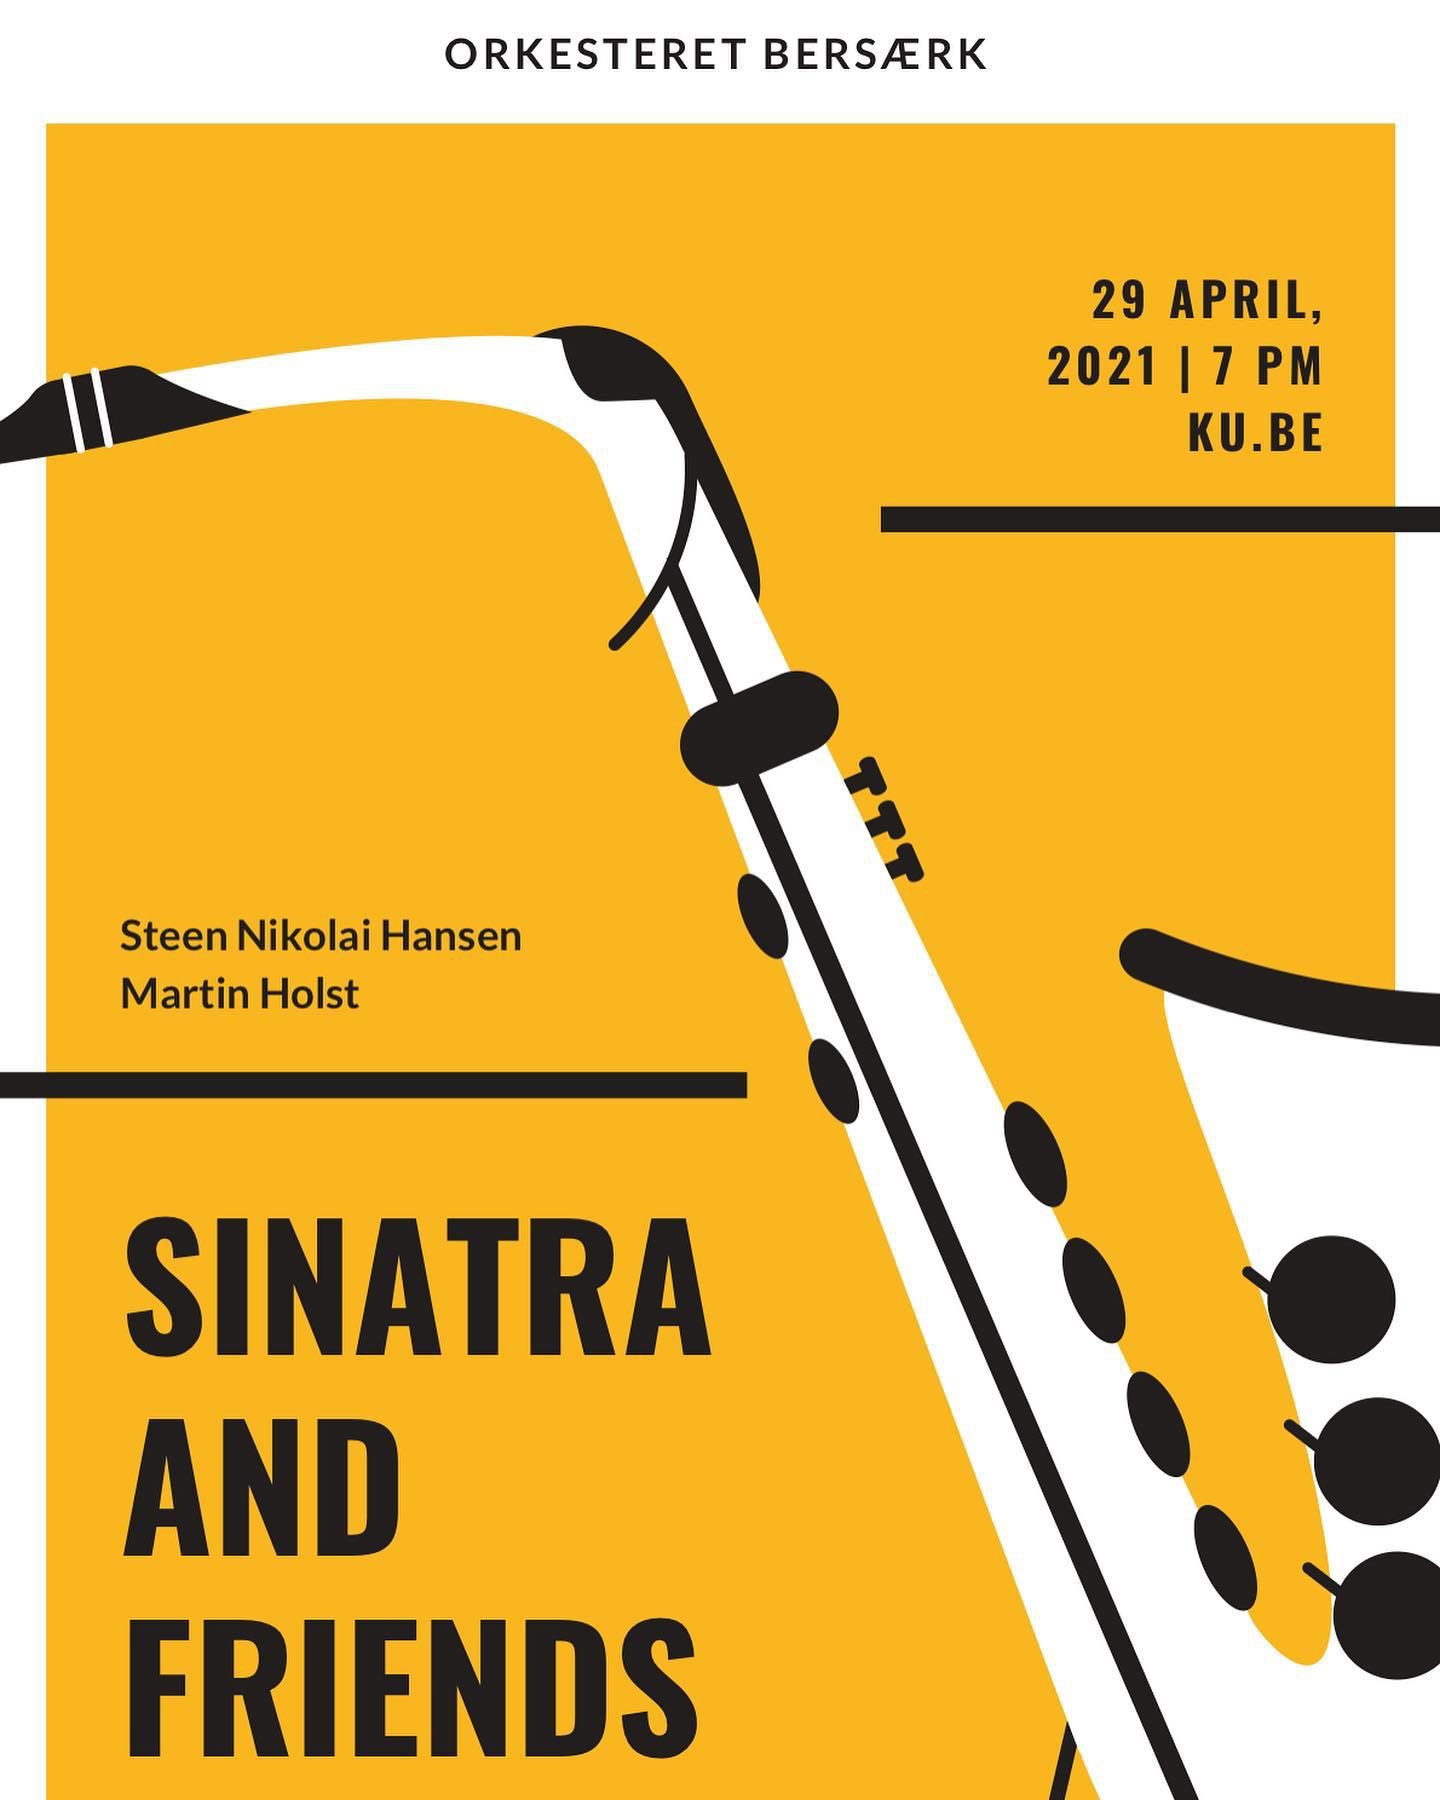 ORKESTERET BERSÆRK
29 APRIL,
2021 | 7 PM
KU.BE
Steen Nikolai Hansen
Martin Holst
SINATRA
AND
FRIENDS